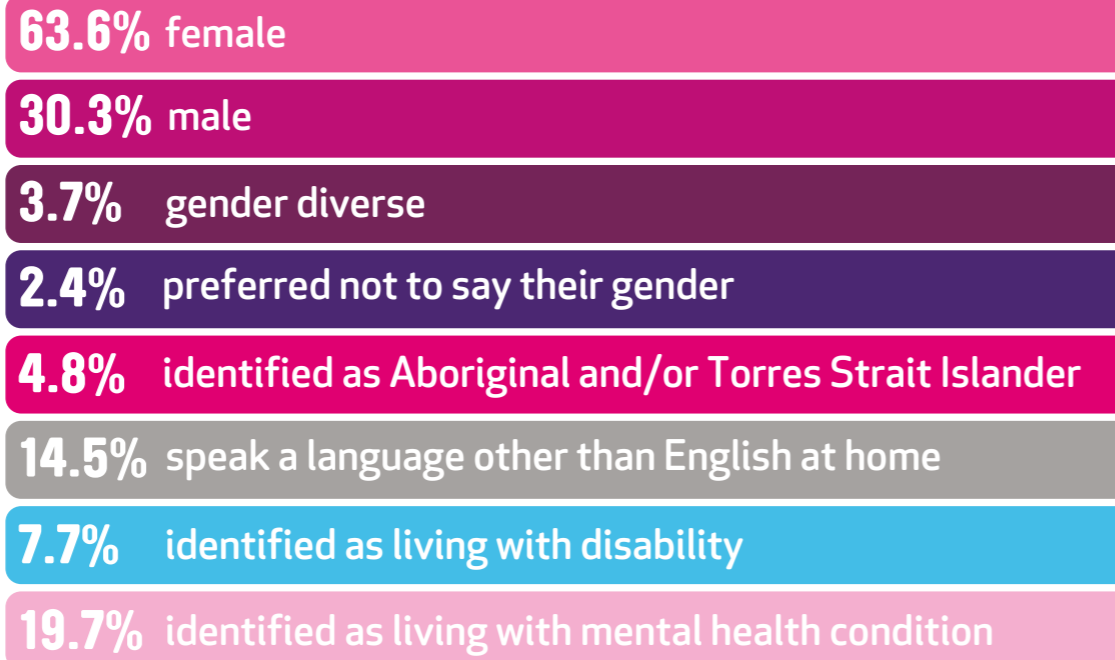 63.6% female
30.3% male
3.7% gender diverse
2.4% preferred not to say their gender
4.8% identified as Aboriginal and/or Torres Strait Islander
14.5% speak a language other than English at home
7.7% identified as living with disability
19.7% identified as living with mental health condition